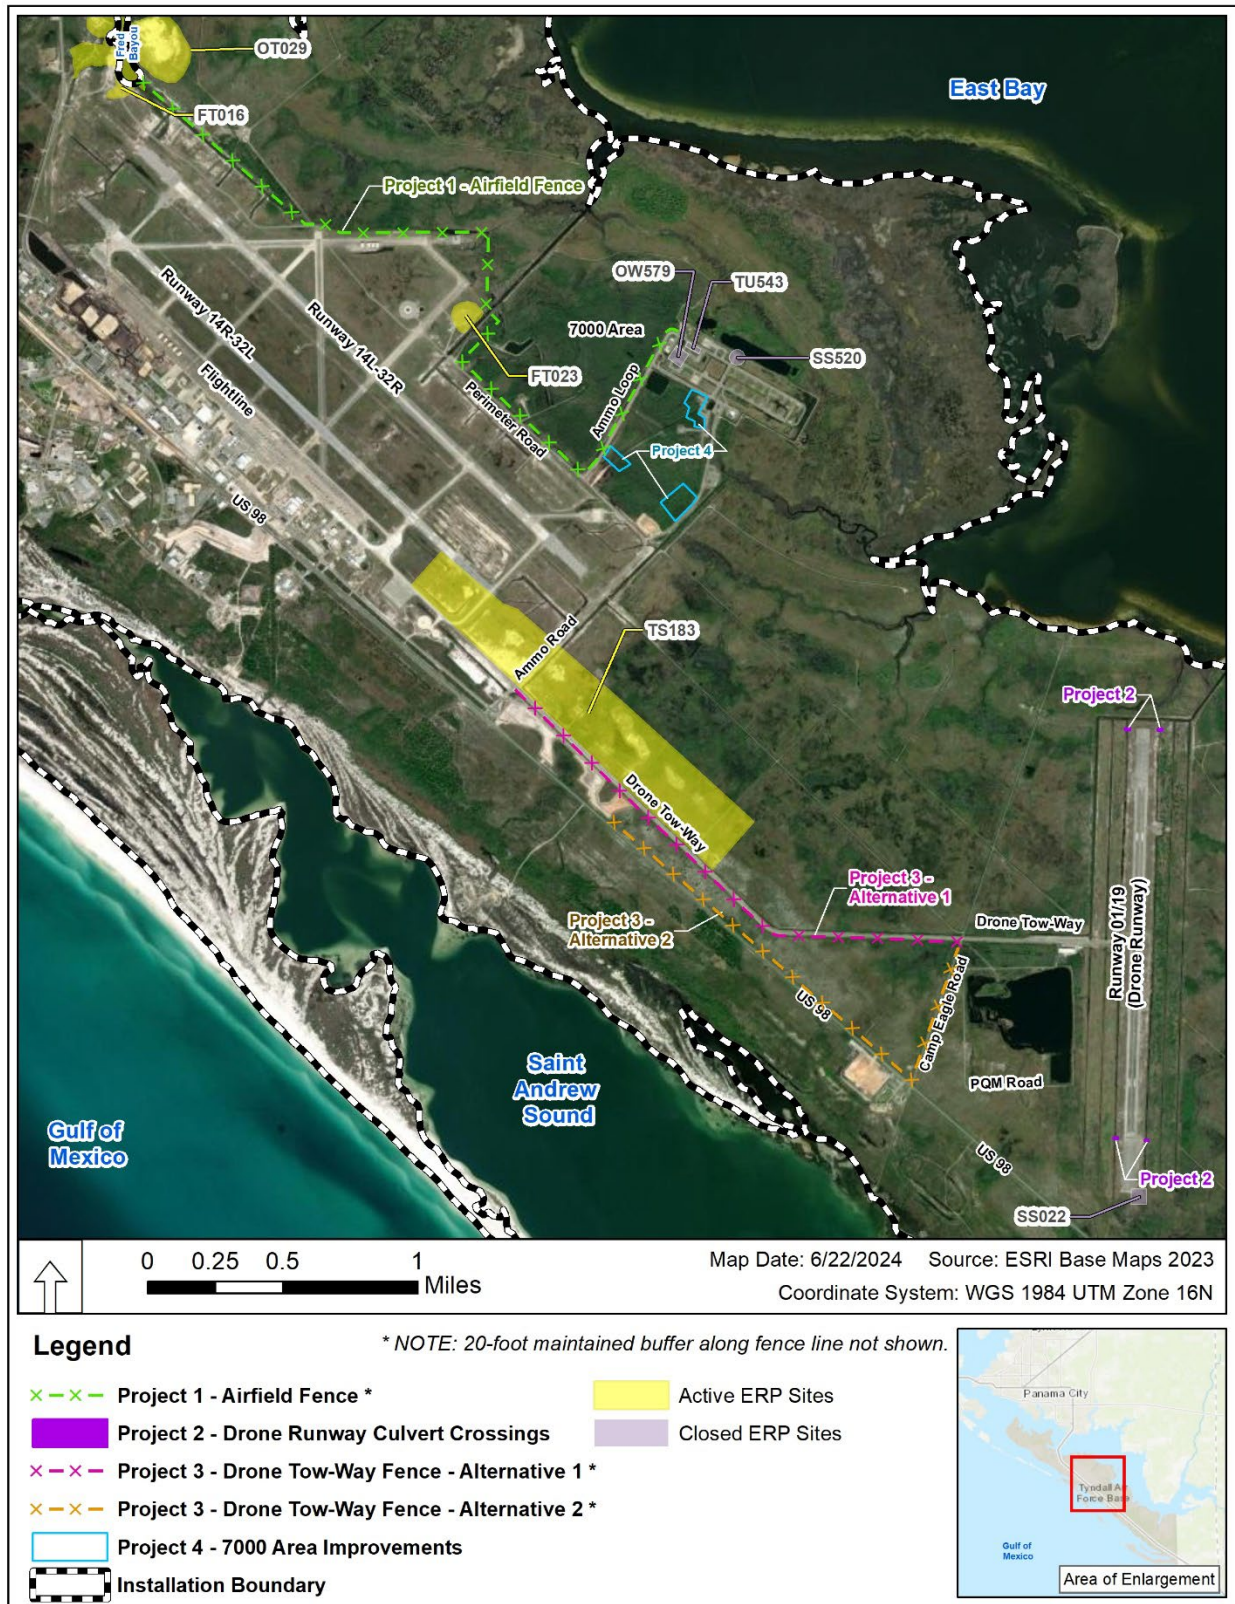 Fred
Bayou
OT029
FT016
East Bay
Project 1 - Airfield Fence
OW579
TU543
7000 Area
SS520
Runway 14R-32L
Runway 14L-32R
Flightline
FT023
Ammo Loop
Perimeter Road
Project 4
US 98
TS183
Ammo Road
Project 2
Drone Tow-Way
Project 3 -
Alternative 1
Project 3 -
Alternative 2
Drone Tow-Way
Runway 01/19
(Drone Runway)
US 98
Camp Eagle Road
PQM Road
Saint
Andrew
Sound
Gulf of
Mexico
US 98
Project 2
SS022
0 0.25 0.5 1
Miles
Map Date: 6/22/2024 Source: ESRI Base Maps 2023
Coordinate System: WGS 1984 UTM Zone 16N
Legend
* NOTE: 20-foot maintained buffer along fence line not shown.
Project 1 - Airfield Fence *
Project 2 - Drone Runway Culvert Crossings
Project 3 - Drone Tow-Way Fence - Alternative 1 *
Project 3 - Drone Tow-Way Fence - Alternative 2 *
Project 4 - 7000 Area Improvements
Installation Boundary
Active ERP Sites
Closed ERP Sites
Panama City
Tyndall Air
Force Base
Gulf of
Mexico
Area of Enlargement